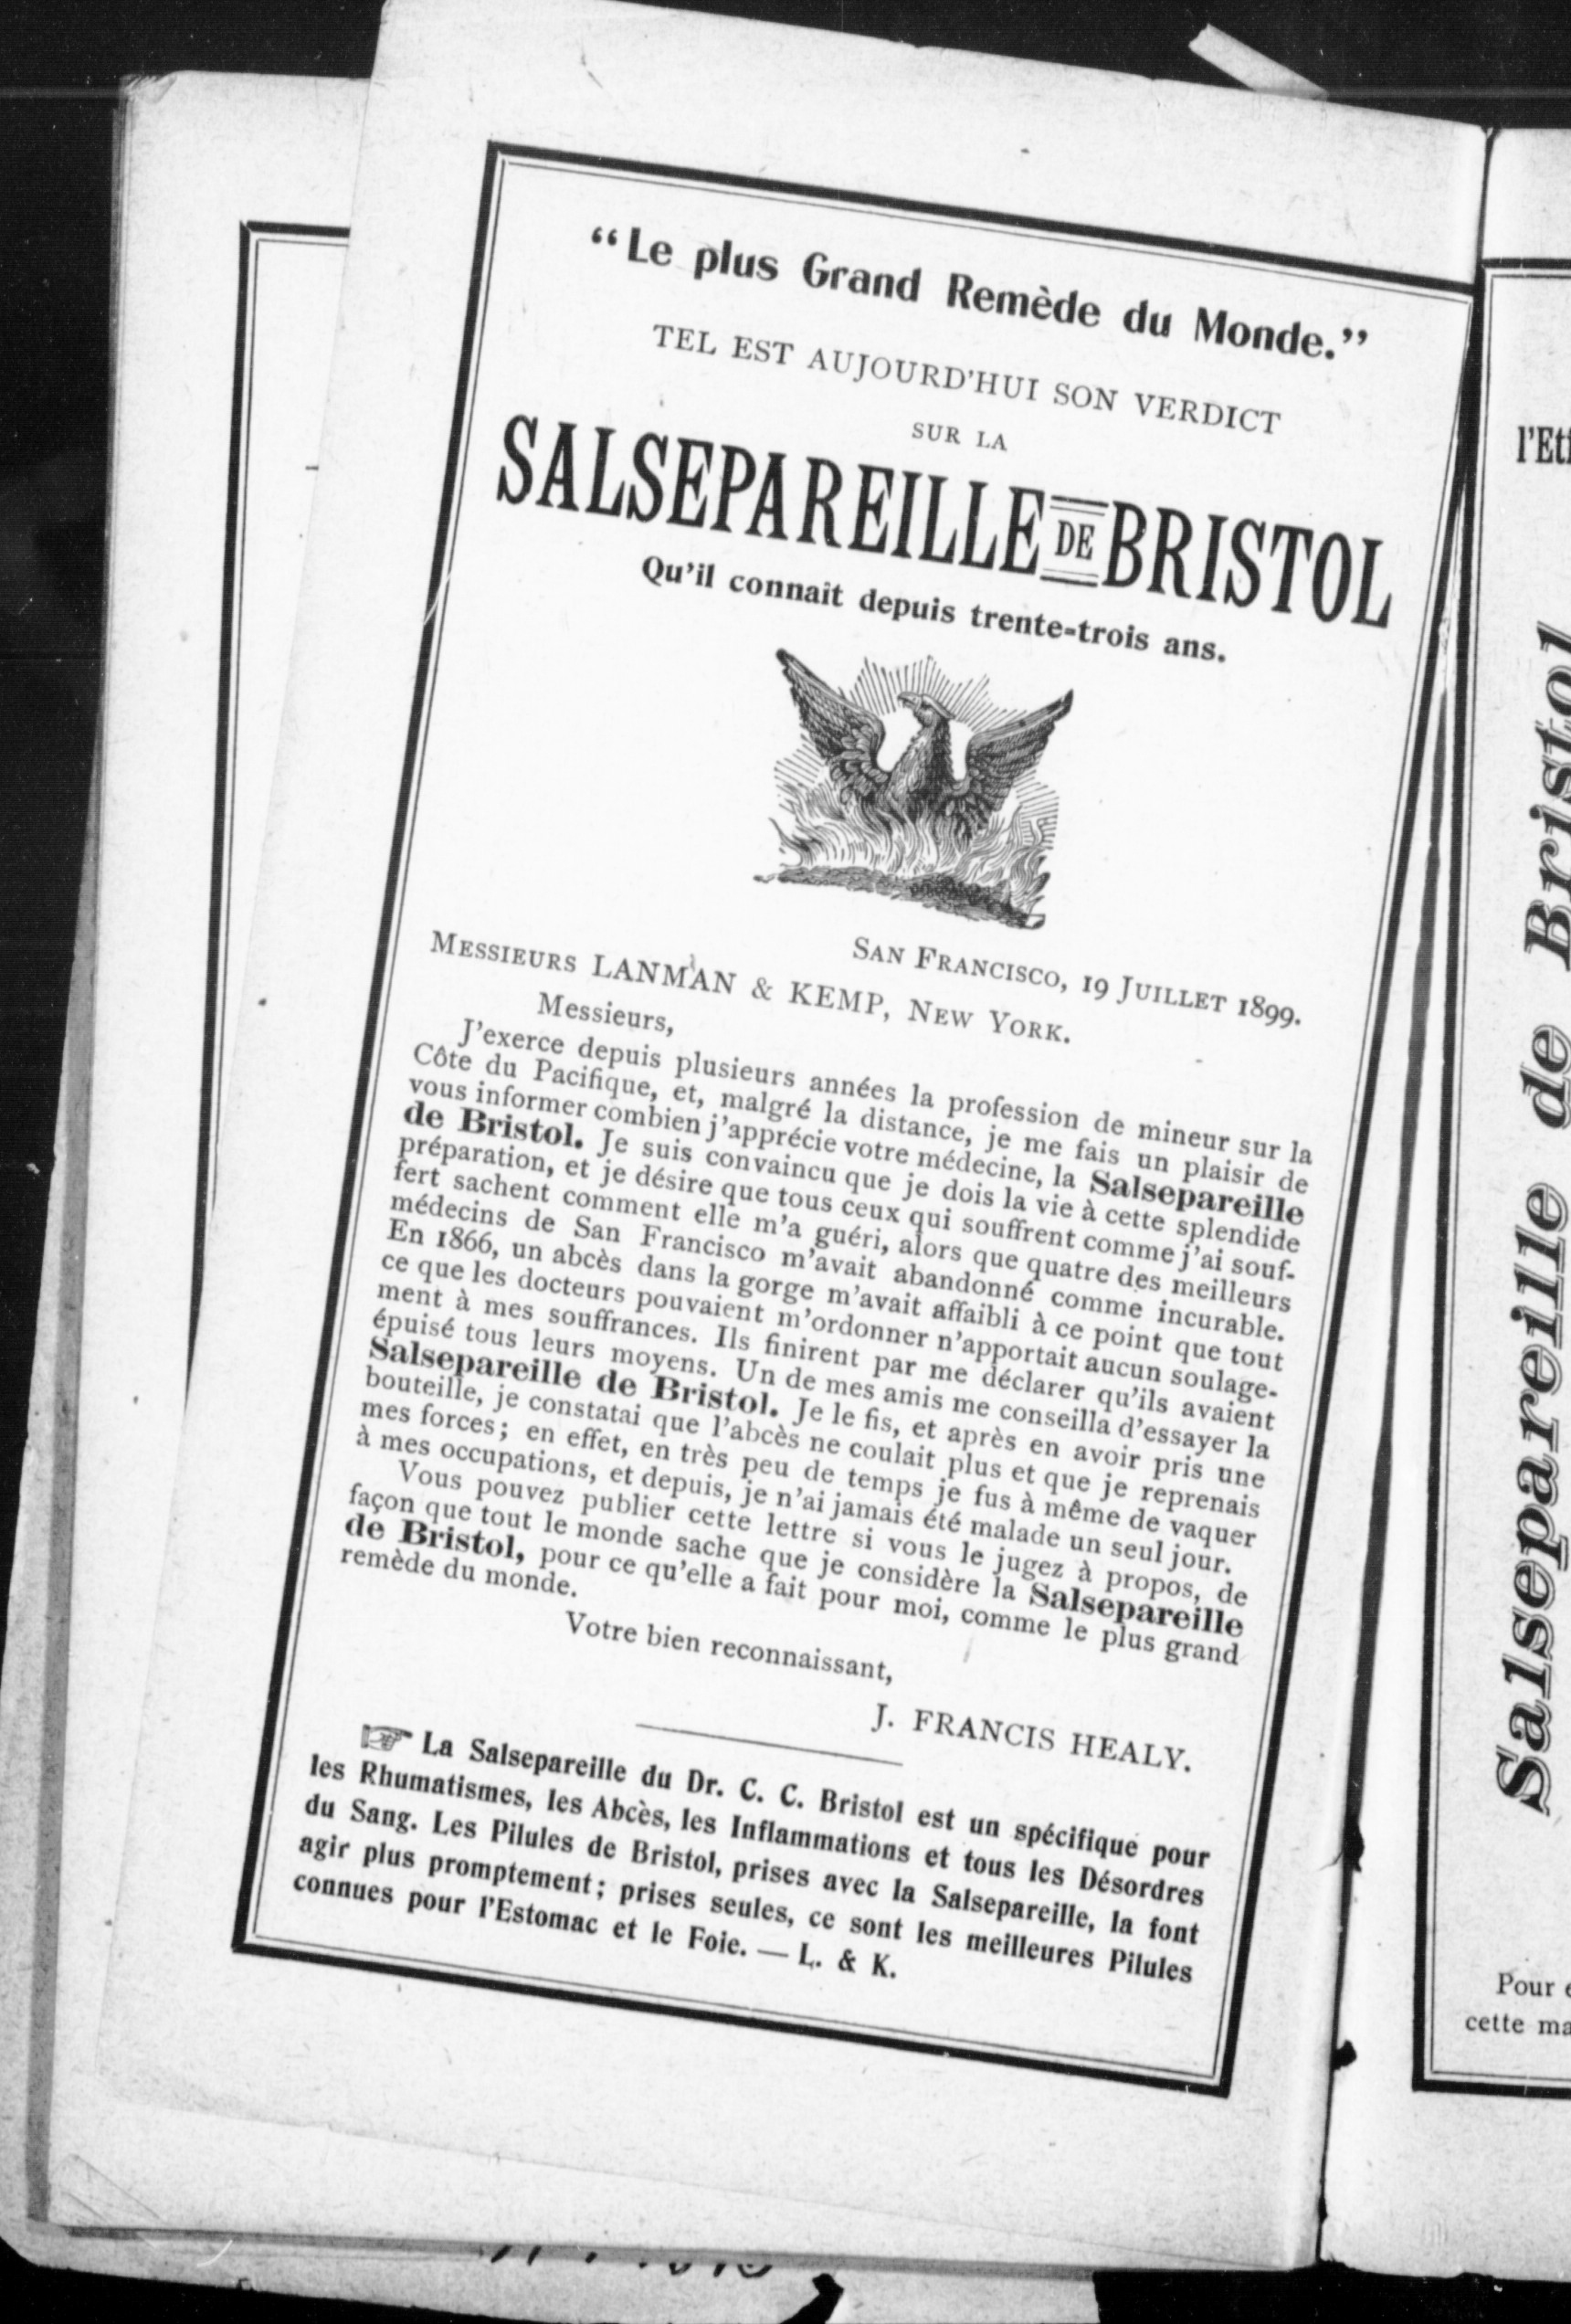 “Le plus Grand Remède du Monde.”
TEL EST AUJOURD'HUI SON VERDICT
SUR LA
SALSEPAREILLE DE BRISTOL
Qu'il connait depuis trente-trois ans.
SAN FRANCISCO, 19 JUILLET 1899.
MESSIEURS LANMAN & KEMP, NEW YORK.
Messieurs,
J'exerce depuis plusieurs années la profession de mineur sur la
Côte du Pacifique, et, malgré la distance, je me fais un plaisir de
vous informer combien j'apprécie votre médecine, la Salsepareille
de Bristol. Je suis convaincu que je dois la vie à cette splendide
préparation, et je désire que tous ceux qui souffrent comme j'ai souf-
fert sachent comment elle m'a guéri, alors que quatre des meilleurs
médecins de San Francisco m'avait abandonné comme incurable.
En 1866, un abcès dans la gorge m'avait affaibli à ce point que tout
ce que les docteurs pouvaient m'ordonner n'apportait aucun soulage-
ment à mes souffrances. Ils finirent par me déclarer qu'ils avaient
épuisé tous leurs moyens. Un de mes amis me conseilla d'essayer la
Salsepareille de Bristol. Je le fis, et après en avoir pris une
bouteille, je constatai que l'abcès ne coulait plus et que je reprenais
mes forces; en effet, en très peu de temps je fus à même de vaquer
à mes occupations, et depuis, je n'ai jamais été malade un seul jour.
Vous pouvez publier cette lettre si vous le jugez à propos, de
façon que tout le monde sache que je considère la Salsepareille
de Bristol, pour ce qu'elle a fait pour moi, comme le plus grand
remède du monde.
Votre bien reconnaissant,
J. FRANCIS HEALY.
☞ La Salsepareille du Dr. C. C. Bristol est un spécifique pour
les Rhumatismes, les Abcès, les Inflammations et tous les Désordres
du Sang. Les Pilules de Bristol, prises avec la Salsepareille, la font
agir plus promptement; prises seules, ce sont les meilleures Pilules
connues pour l'Estomac et le Foie. — L. & K.
Salsepareille de Bristol
Pour
cette